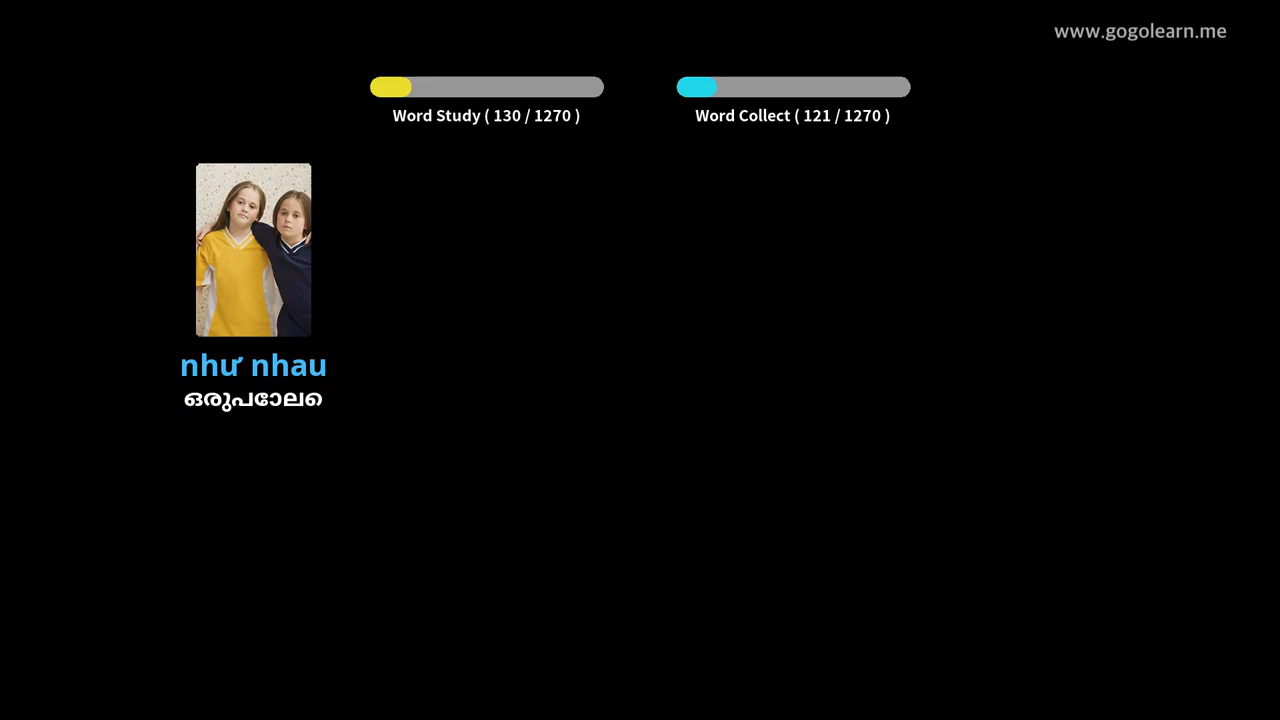 www.gogolearn.me
Word Study ( 130 / 1270 )
Word Collect ( 121 / 1270 )
như nhau
ഒരുപോലെ